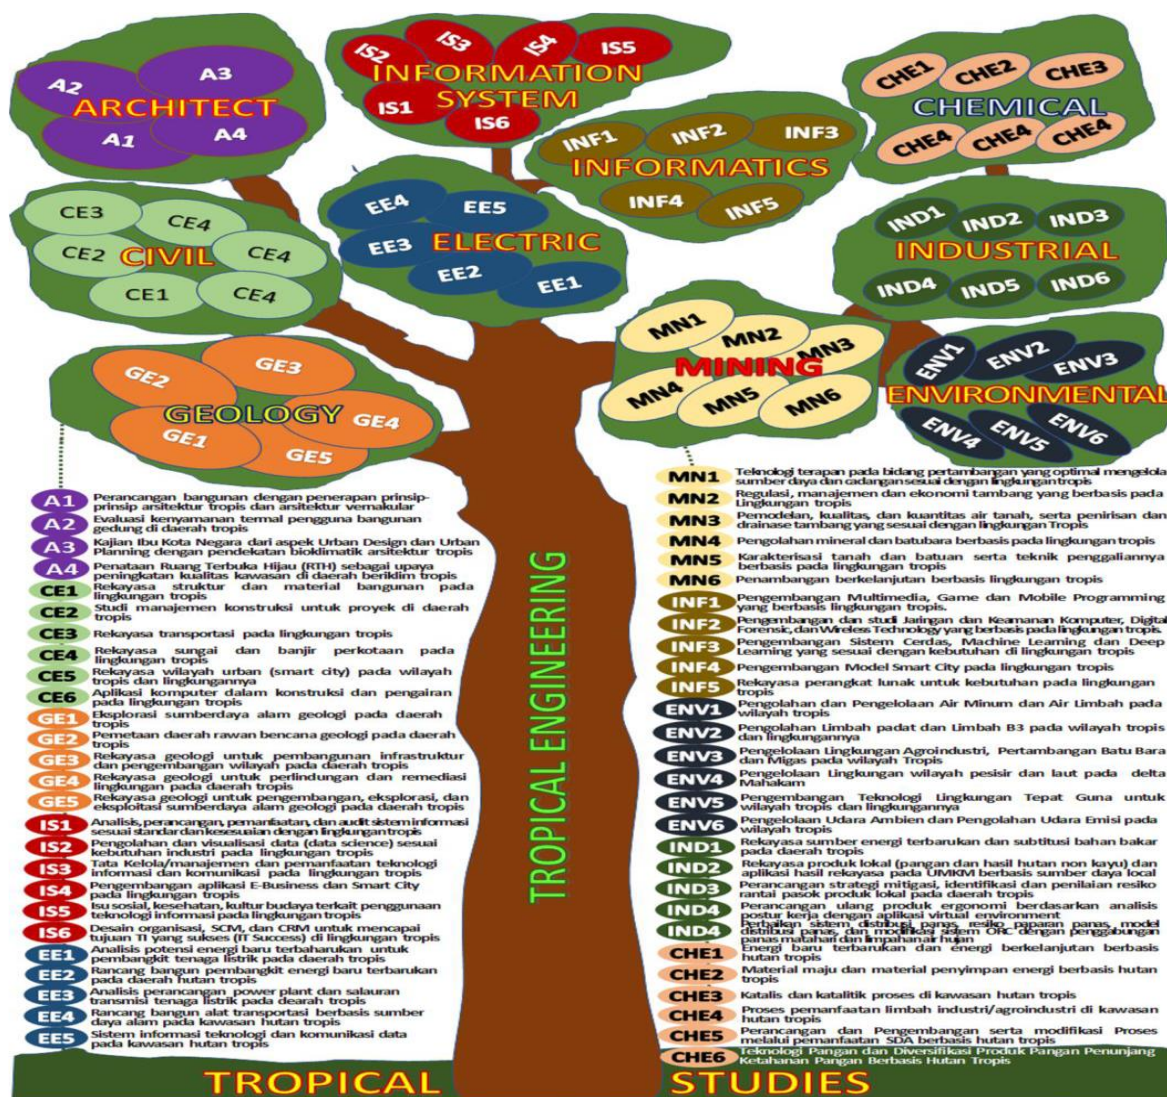 A2
A3
ARCHITECT
A1
A4
IS2
IS3
IS4
IS5
INFORMATION
SYSTEM
IS1
IS6
CHE1
CHE2
CHE3
CHEMICAL
CHE4
CHE4
CHE4
INF1
INF2
INF3
INFORMATICS
INF4
INF5
CE3
CE4
CE2
CIVIL
CE4
CE1
CE4
EE4
EE5
EE3
ELECTRIC
EE2
EE1
IND1
IND2
IND3
INDUSTRIAL
IND4
IND5
IND6
GE2
GE3
GEOLOGY
GE4
GE1
GE5
MN1
MN2
MN3
MINING
MN4
MN5
MN6
ENV1
ENV2
ENV3
ENVIRONMENTAL
ENV4
ENV5
ENV6
A1 Perancangan bangunan dengan penerapan prinsip-
prinsip arsitektur tropis dan arsitektur vernakular
A2 Evaluasi kenyamanan termal pengguna bangunan
gedung di daerah tropis
A3 Kajian Ibu Kota Negara dari aspek Urban Design dan Urban
Planning dengan pendekatan bioklimatik arsitektur tropis
A4 Penataan Ruang Terbuka Hijau (RTH) sebagai upaya
peningkatan kualitas kawasan di daerah beriklim tropis
CE1 Rekayasa struktur dan material bangunan pada
lingkungan tropis
CE2 Studi manajemen konstruksi untuk proyek di daerah
tropis
CE3 Rekayasa transportasi pada lingkungan tropis
CE4 Rekayasa sungai dan banjir perkotaan pada
lingkungan tropis
CE5 Rekayasa wilayah urban (smart city) pada wilayah
tropis dan lingkungannya
CE6 Aplikasi komputer dalam konstruksi dan pengairan
pada lingkungan tropis
GE1 Eksplorasi sumberdaya alam geologi pada daerah
tropis
GE2 Pemetaan daerah rawan bencana geologi pada daerah
tropis
GE3 Rekayasa geologi untuk pembangunan infrastruktur
dan pengembangan wilayah pada daerah tropis
GE4 Rekayasa geologi untuk perlindungan dan remediasi
lingkungan pada daerah tropis
GE5 Rekayasa geologi untuk pengembangan, eksplorasi, dan
eksploitasi sumberdaya alam geologi pada daerah tropis
IS1 Analisis, perancangan, pemanfaatan, dan audit sistem informasi
sesuai standar dan kesesuaian dengan lingkungan tropis
IS2 Pengolahan dan visualisasi data (data science) sesuai
kebutuhan industri pada lingkungan tropis
IS3 Tata Kelola/manajemen dan pemanfaatan teknologi
informasi dan komunikasi pada lingkungan tropis
IS4 Pengembangan aplikasi E-Business dan Smart City
pada lingkungan tropis
IS5 Isu sosial, kesehatan, kultur budaya terkait penggunaan
teknologi informasi pada lingkungan tropis
IS6 Desain organisasi, SCM, dan CRM untuk mencapai
tujuan TI yang sukses (IT Success) di lingkungan tropis
EE1 Analisis potensi energi baru terbaharukan untuk
pembangkit tenaga listrik pada daerah tropis
EE2 Rancang bangun pembangkit energi baru terbarukan
pada daerah hutan tropis
EE3 Analisis perancangan power plant dan salauran
transmisi tenaga listrik pada dearah tropis
EE4 Rancang bangun alat transportasi berbasis sumber
daya alam pada kawasan hutan tropis
EE5 Sistem informasi teknologi dan komunikasi data
pada kawasan hutan tropis
TROPICAL ENGINEERING
MN1 Teknologi terapan pada bidang pertambangan yang optimal mengelola
sumber daya dan cadangan sesuai dengan lingkungan tropis
MN2 Regulasi, manajemen dan ekonomi tambang yang berbasis pada
Lingkungan tropis
MN3 Pemodelan, kualitas, dan kuantitas air tanah, serta penirisan dan
drainase tambang yang sesuai dengan lingkungan Tropis
MN4 Pengolahan mineral dan batubara berbasis pada lingkungan tropis
MN5 Karakterisasi tanah dan batuan serta teknik penggaliannya
berbasis pada lingkungan tropis
MN6 Penambangan berkelanjutan berbasis lingkungan tropis
INF1 Pengembangan Multimedia, Game dan Mobile Programming
yang berbasis lingkungan tropis.
INF2 Pengembangan dan studi Jaringan dan Keamanan Komputer, Digital
Forensic, dan Wireless Technology yang berbasis pada lingkungan tropis.
INF3 Pengembangan Sistem Cerdas, Machine Learning dan Deep
Learning yang sesuai dengan kebutuhan di lingkungan tropis
INF4 Pengembangan Model Smart City pada lingkungan tropis
INF5 Rekayasa perangkat lunak untuk kebutuhan pada lingkungan
tropis
ENV1 Pengolahan dan Pengelolaan Air Minum dan Air Limbah pada
wilayah tropis
ENV2 Pengolahan Limbah padat dan Limbah B3 pada wilayah tropis
dan lingkungannya
ENV3 Pengelolaan Lingkungan Agroindustri, Pertambangan Batu Bara
dan Migas pada wilayah Tropis
ENV4 Pengelolaan Lingkungan wilayah pesisir dan laut pada delta
Mahakam
ENV5 Pengembangan Teknologi Lingkungan Tepat Guna untuk
wilayah tropis dan lingkungannya
ENV6 Pengelolaan Udara Ambien dan Pengolahan Udara Emisi pada
wilayah tropis
IND1 Rekayasa sumber energi terbarukan dan subtitusi bahan bakar
pada daerah tropis
IND2 Rekayasa produk lokal (pangan dan hasil hutan non kayu) dan
aplikasi hasil rekayasa pada UMKM berbasis sumber daya local
IND3 Perancangan strategi mitigasi, identifikasi dan penilaian resiko
rantai pasok produk lokal pada daerah tropis
IND4 Perancangan ulang produk ergonomi berdasarkan analisis
postur kerja dengan aplikasi virtual environment
IND4 Perbaikan sistem distribusi panas, resiko paparan panas, model
distribusi panas, dan modifikasi sistem ORC dengan penggabungan
panas matahari dan limpahan air hujan
CHE1 Energi baru terbarukan dan energi berkelanjutan berbasis
hutan tropis
CHE2 Material maju dan material penyimpan energi berbasis hutan
tropis
CHE3 Katalis dan katalitik proses di kawasan hutan tropis
CHE4 Proses pemanfaatan limbah industri/agroindustri di kawasan
hutan tropis
CHE5 Perancangan dan Pengembangan serta modifikasi Proses
melalui pemanfaatan SDA berbasis hutan tropis
CHE6 Teknologi Pangan dan Diversifikasi Produk Pangan Penunjang
Ketahanan Pangan Berbasis Hutan Tropis
TROPICAL STUDIES